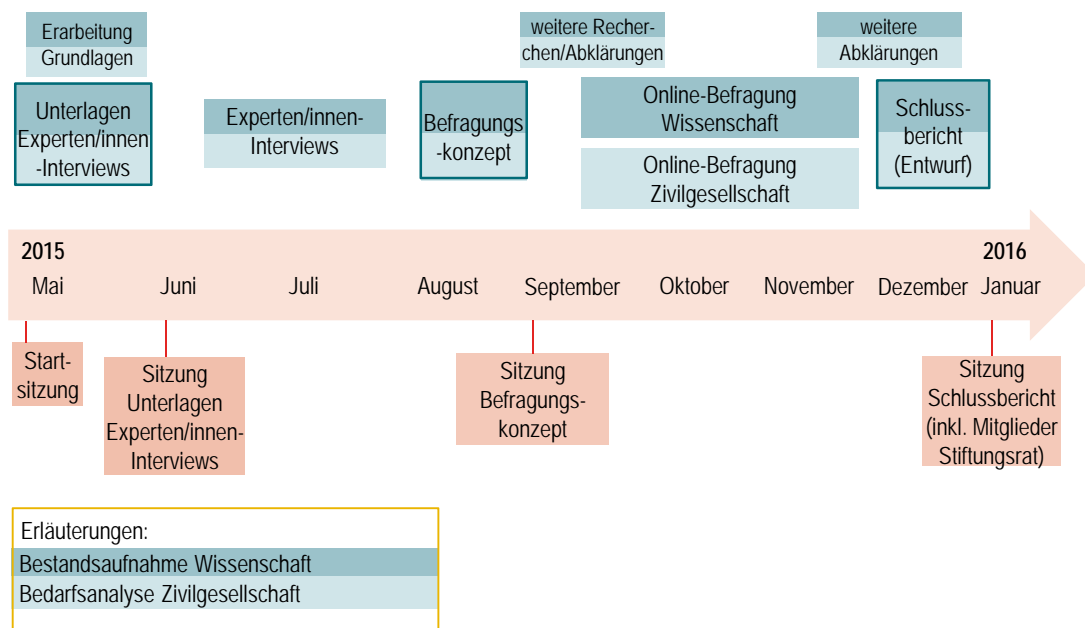 Erarbeitung
Grundlagen
weitere Recher-
chen/Abklärungen
weitere
Abklärungen
Unterlagen
Experten/innen
-Interviews
Experten/innen-
Interviews
Befragungs
-konzept
Online-Befragung
Wissenschaft
Online-Befragung
Zivilgesellschaft
Schluss-
bericht
(Entwurf)
2015
2016
Mai Juni Juli August September Oktober November Dezember Januar
Start-
sitzung
Sitzung
Unterlagen
Experten/innen-
Interviews
Sitzung
Befragungs-
konzept
Sitzung
Schlussbericht
(inkl. Mitglieder
Stiftungsrat)
Erläuterungen:
Bestandsaufnahme Wissenschaft
Bedarfsanalyse Zivilgesellschaft